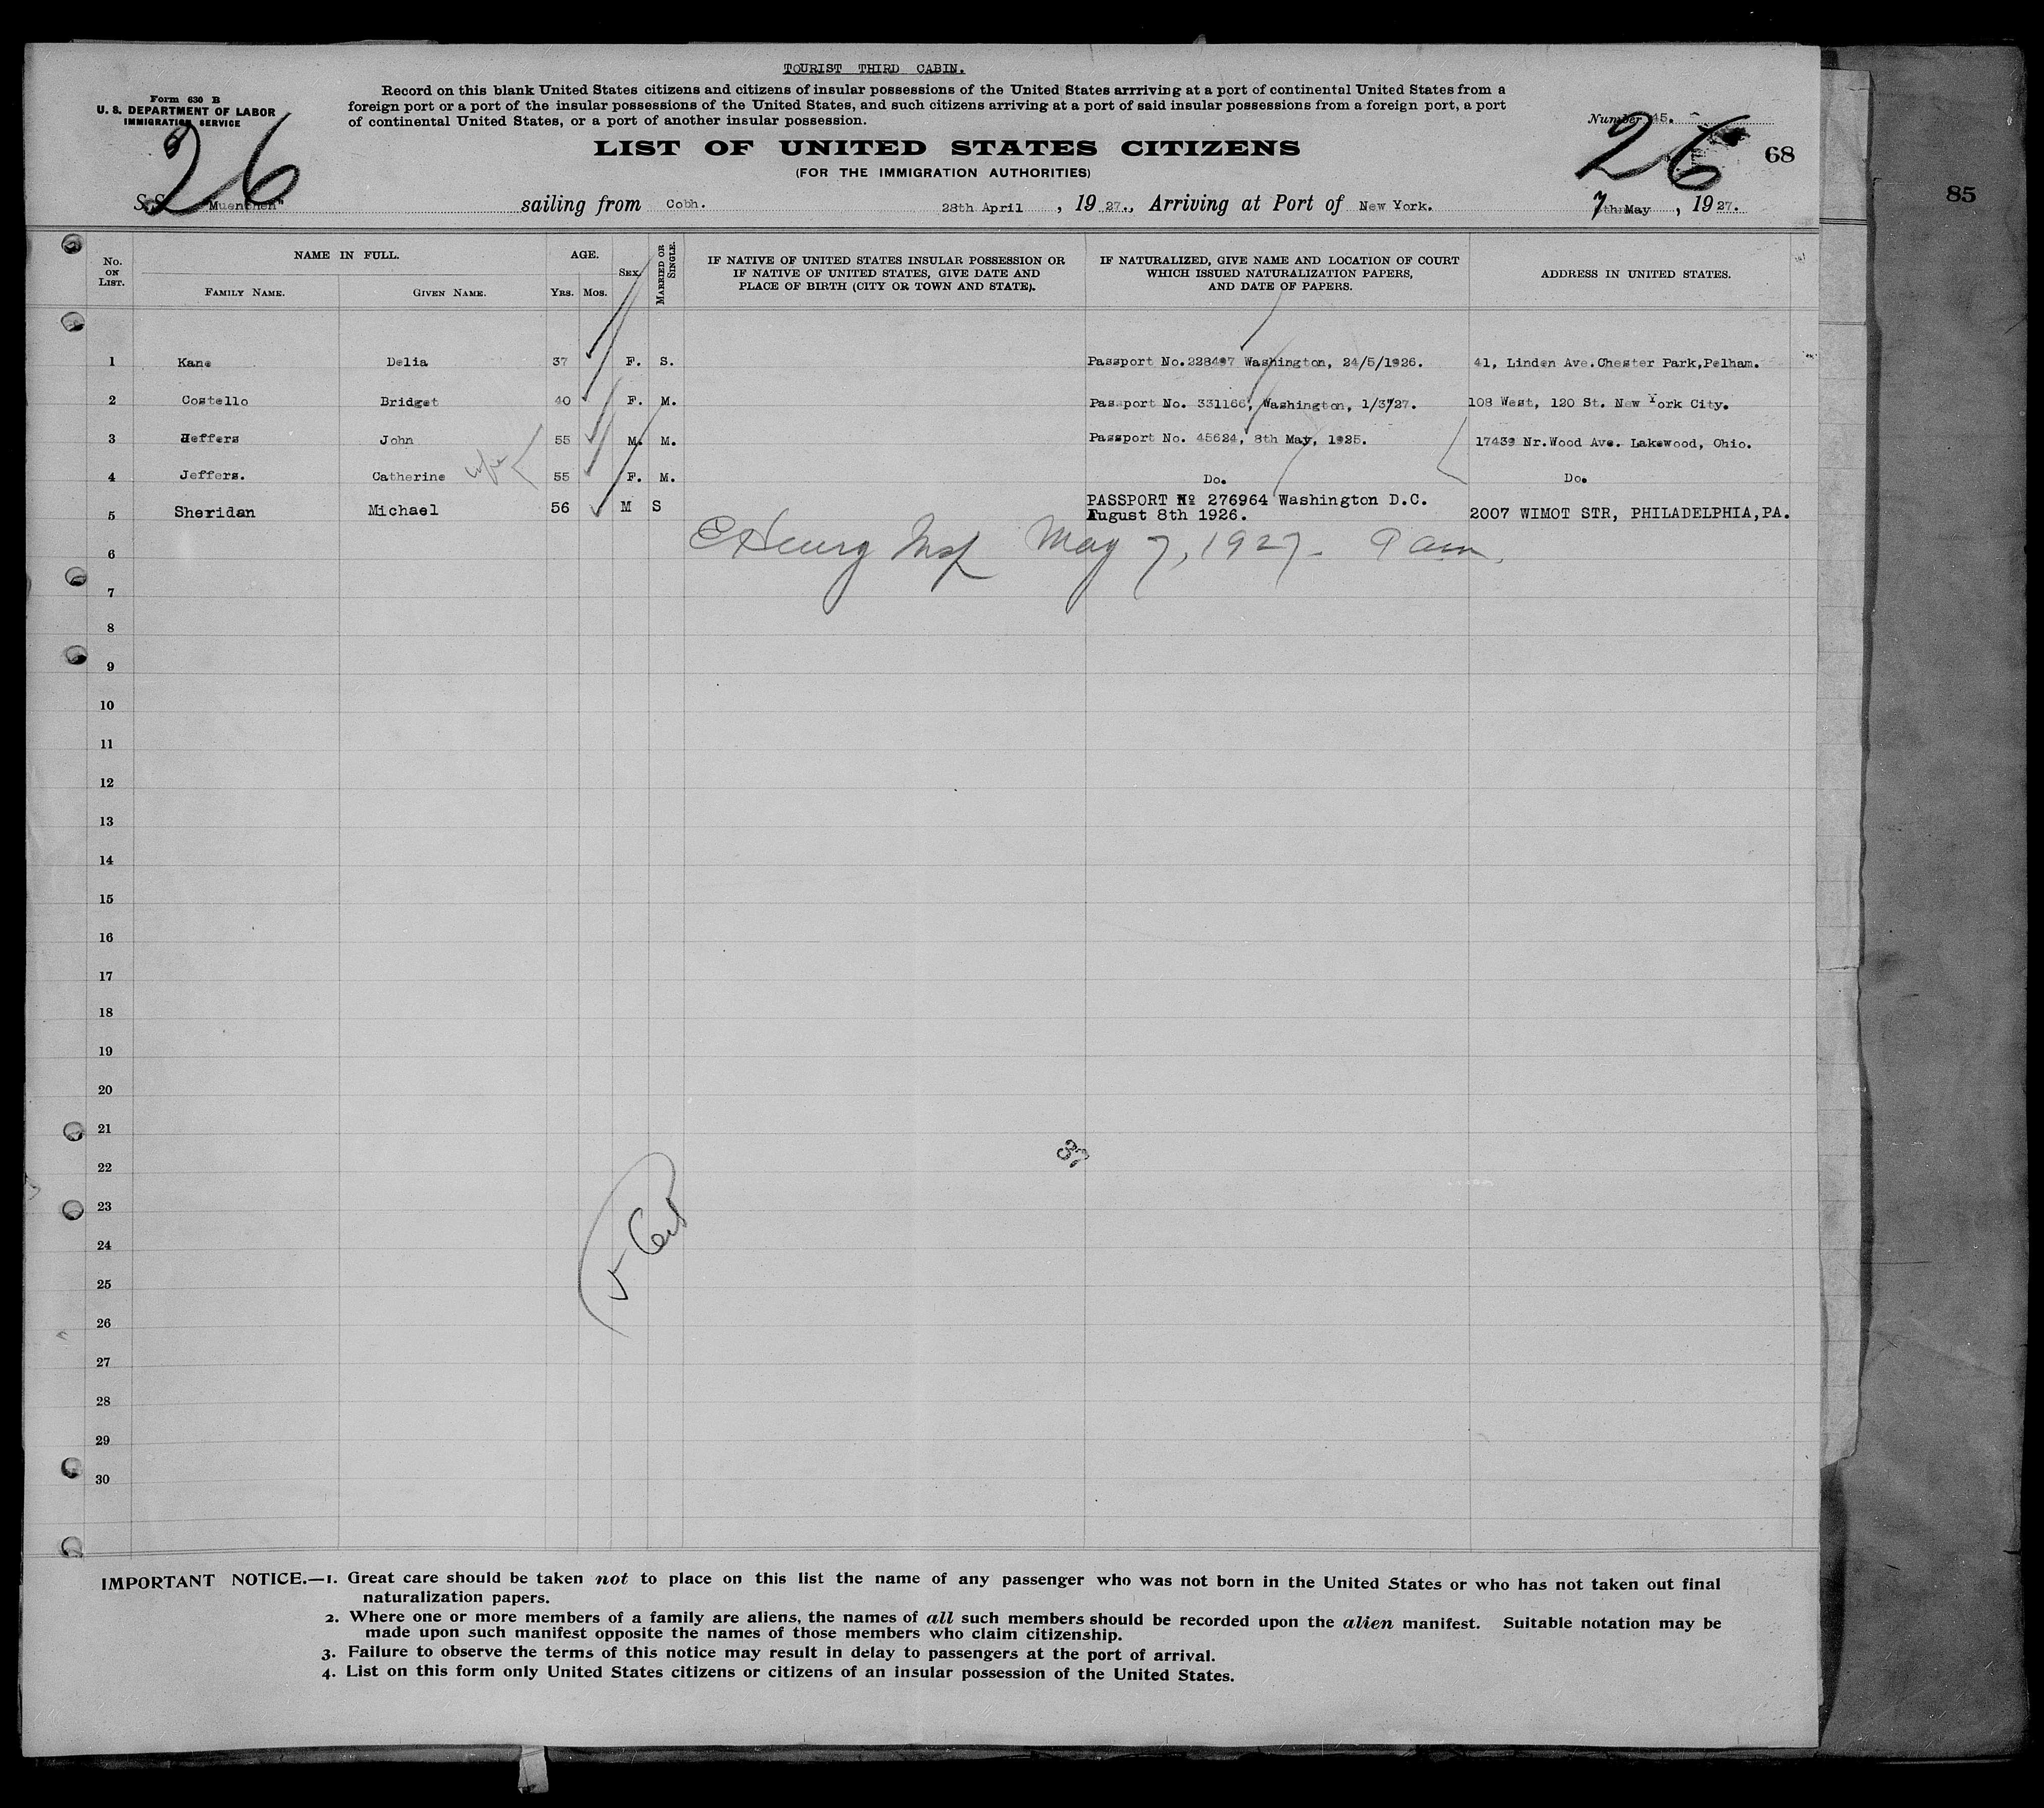 TOURIST THIRD CABIN.
Form 630 B
U. S. DEPARTMENT OF LABOR
IMMIGRATION SERVICE
Record on this blank United States citizens and citizens of insular possessions of the United States arrriving at a port of continental United States from a
foreign port or a port of the insular possessions of the United States, and such citizens arriving at a port of said insular possessions from a foreign port, a port
of continental United States, or a port of another insular possession.
Number 45.
26
26
68
85
LIST OF UNITED STATES CITIZENS
(FOR THE IMMIGRATION AUTHORITIES)
S.S. "Muenchen" sailing from Cobh. 28th April, 1927., Arriving at Port of New York. 7th May, 1927.
No. ON LIST. NAME IN FULL. AGE. SEX. MARRIED OR SINGLE. IF NATIVE OF UNITED STATES INSULAR POSSESSION OR IF NATIVE OF UNITED STATES, GIVE DATE AND PLACE OF BIRTH (CITY OR TOWN AND STATE). IF NATURALIZED, GIVE NAME AND LOCATION OF COURT WHICH ISSUED NATURALIZATION PAPERS, AND DATE OF PAPERS. ADDRESS IN UNITED STATES.
FAMILY NAME. GIVEN NAME. YRS. MOS.
1 Kane Delia 37 F. S. Passport No. 228497 Washington, 24/5/1926. 41, Linden Ave. Chester Park, Pelham.
2 Costello Bridget 40 F. M. Passport No. 331166, Washington, 1/3/27. 108 West, 120 St. New York City.
3 Jeffers John 55 M. M. Passport No. 45624, 8th May, 1925. 17439 Nr. Wood Ave. Lakewood, Ohio.
4 Jeffers. Catherine wife 55 F. M. Do. Do.
5 Sheridan Michael 56 M S PASSPORT Nº 276964 Washington D.C. August 8th 1926. 2007 WIMOT STR, PHILADELPHIA, PA.
6 E Henry Insp May 7, 1927. 9 am.
7
8
9
10
11
12
13
14
15
16
17
18
19
20
21
37
22
23
24
25
26
27
28
29
30
IMPORTANT NOTICE.—1. Great care should be taken not to place on this list the name of any passenger who was not born in the United States or who has not taken out final
naturalization papers.
2. Where one or more members of a family are aliens, the names of all such members should be recorded upon the alien manifest. Suitable notation may be
made upon such manifest opposite the names of those members who claim citizenship.
3. Failure to observe the terms of this notice may result in delay to passengers at the port of arrival.
4. List on this form only United States citizens or citizens of an insular possession of the United States.